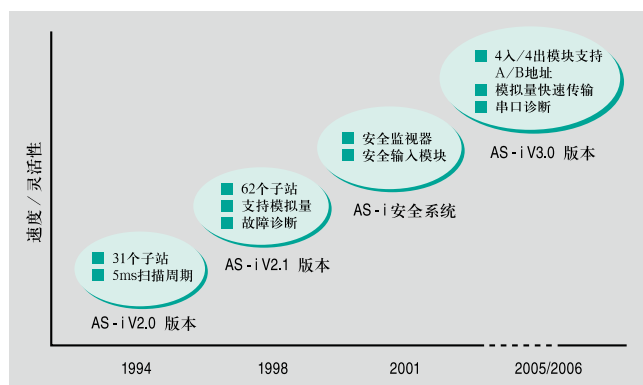 速度 / 灵活性
4入/4出模块支持
A/B地址
模拟量快速传输
串口诊断
AS-iV3.0 版本
安全监视器
安全输入模块
AS-i安全系统
62个子站
支持模拟量
故障诊断
AS-iV2.1 版本
31个子站
5ms扫描周期
AS-iV2.0 版本
1994
1998
2001
2005/2006